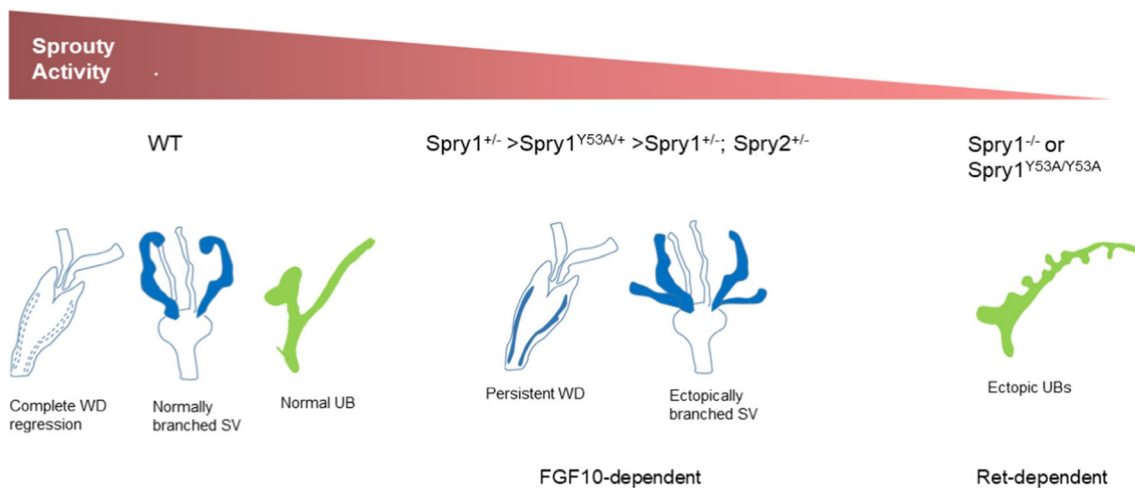 Sprouty
Activity
WT
Spry1+/- >Spry1Y53A/+ >Spry1+/-; Spry2+/-
Spry1-/- or
Spry1Y53A/Y53A
Complete WD
regression
Normally
branched SV
Normal UB
Persistent WD
Ectopically
branched SV
Ectopic UBs
FGF10-dependent
Ret-dependent